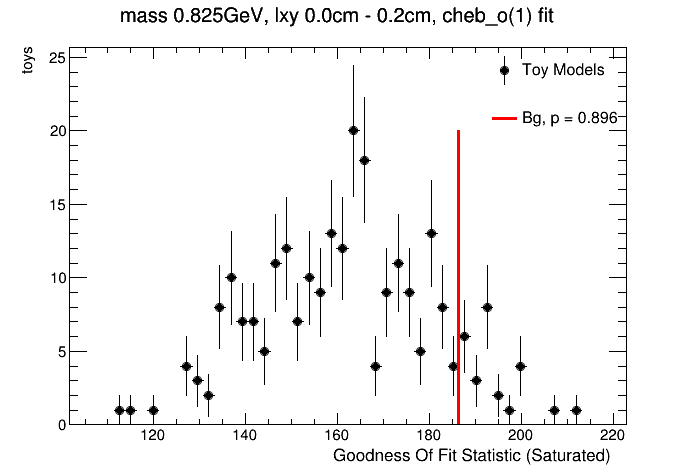 mass 0.825GeV, lxy 0.0cm - 0.2cm, cheb_o(1) fit
toys
25
20
15
10
5
0
Toy Models
Bg, p = 0.896
120 140 160 180 200 220
Goodness Of Fit Statistic (Saturated)